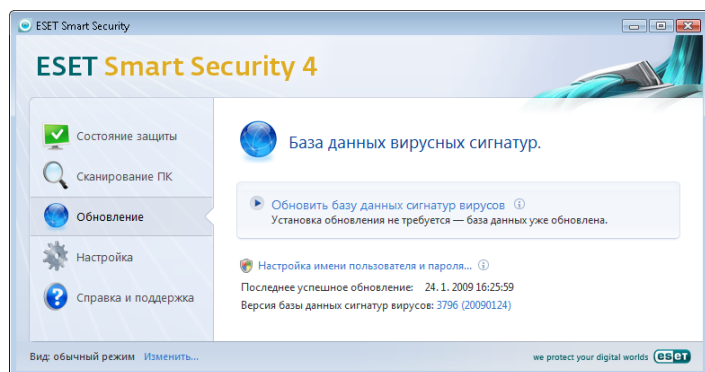 ESET Smart Security
ESET Smart Security 4
Состояние защиты
Сканирование ПК
Обновление
Настройка
Справка и поддержка
База данных вирусных сигнатур.
Обновить базу данных сигнатур вирусов
Установка обновления не требуется — база данных уже обновлена.
Настройка имени пользователя и пароля...
Последнее успешное обновление: 24. 1. 2009 16:25:59
Версия базы данных сигнатур вирусов: 3796 (20090124)
Вид: обычный режим Изменить...
we protect your digital worlds eset